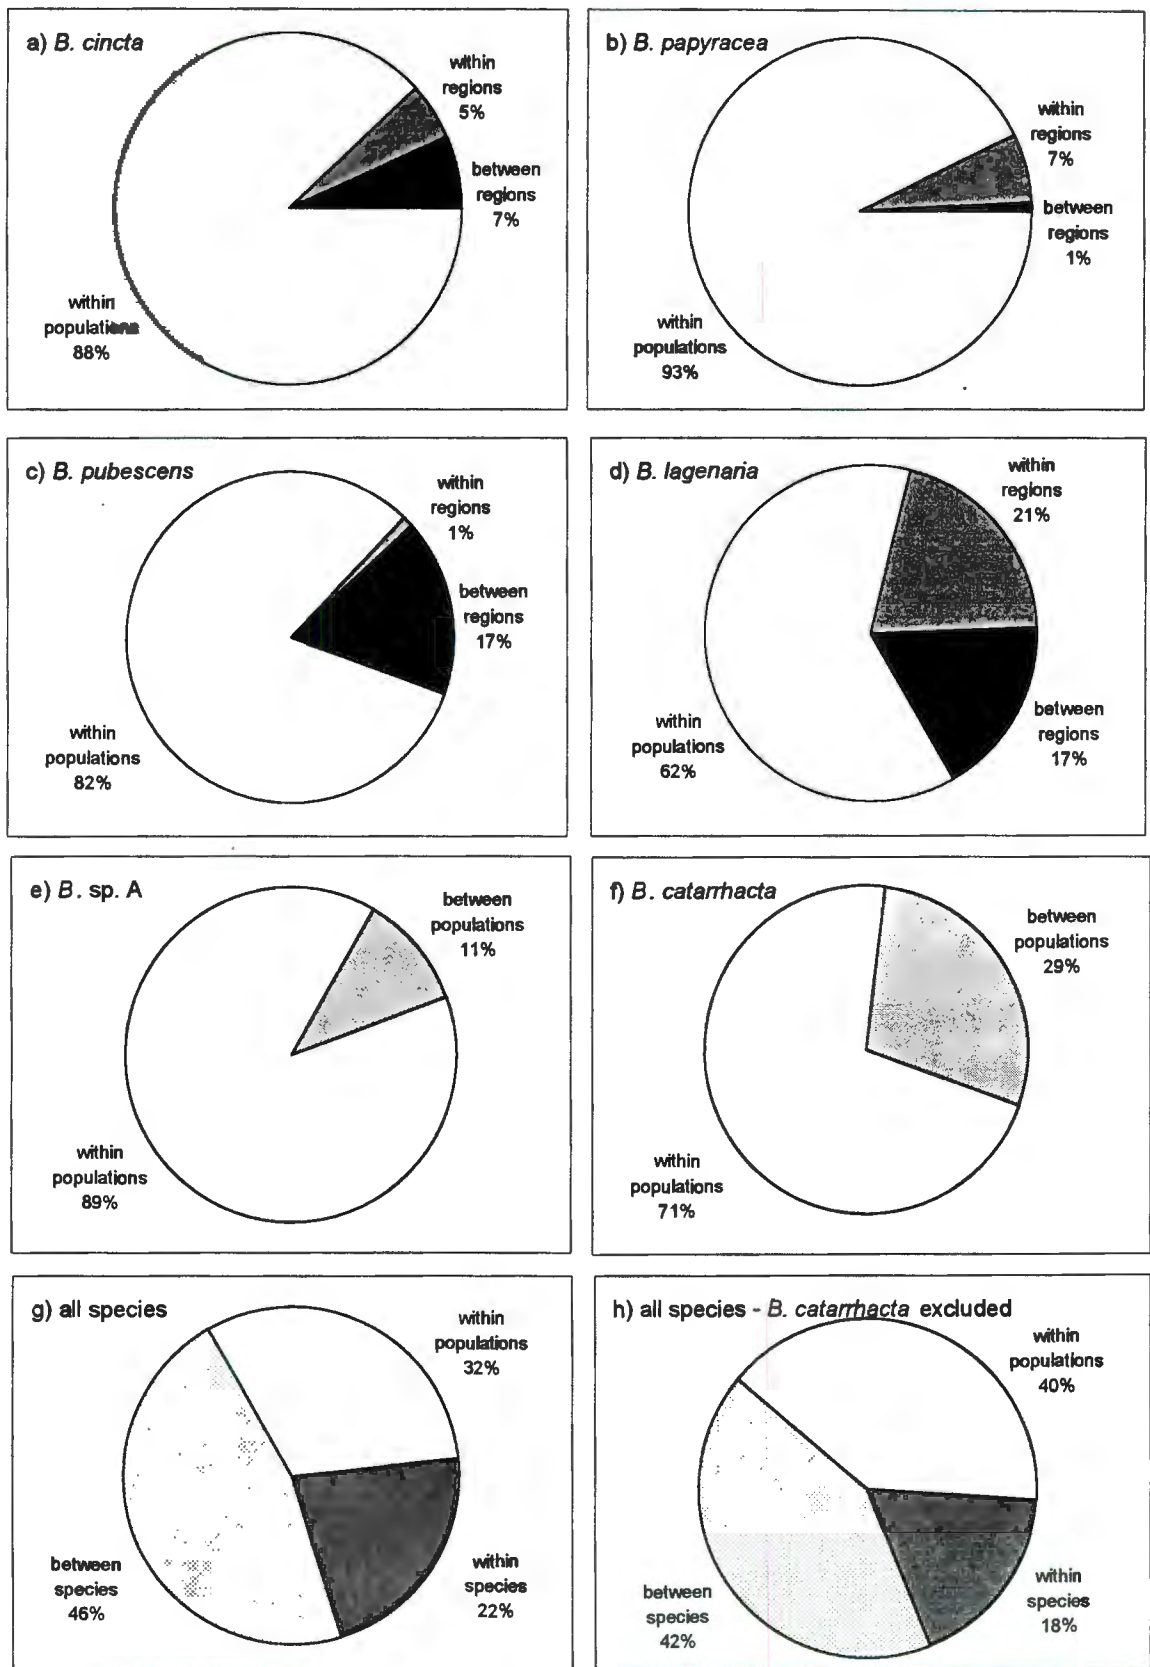 a) B. cincta
within
regions
5%
between
regions
7%
within
populations
88%
b) B. papyracea
within
regions
7%
between
regions
1%
within
populations
93%
c) B. pubescens
within
regions
1%
between
regions
17%
within
populations
82%
d) B. lagenaria
within
regions
21%
between
regions
17%
within
populations
62%
e) B. sp. A
between
populations
11%
within
populations
89%
f) B. catarrhacta
between
populations
29%
within
populations
71%
g) all species
within
populations
32%
between
species
46%
within
species
22%
h) all species - B. catarrhacta excluded
within
populations
40%
between
species
42%
within
species
18%